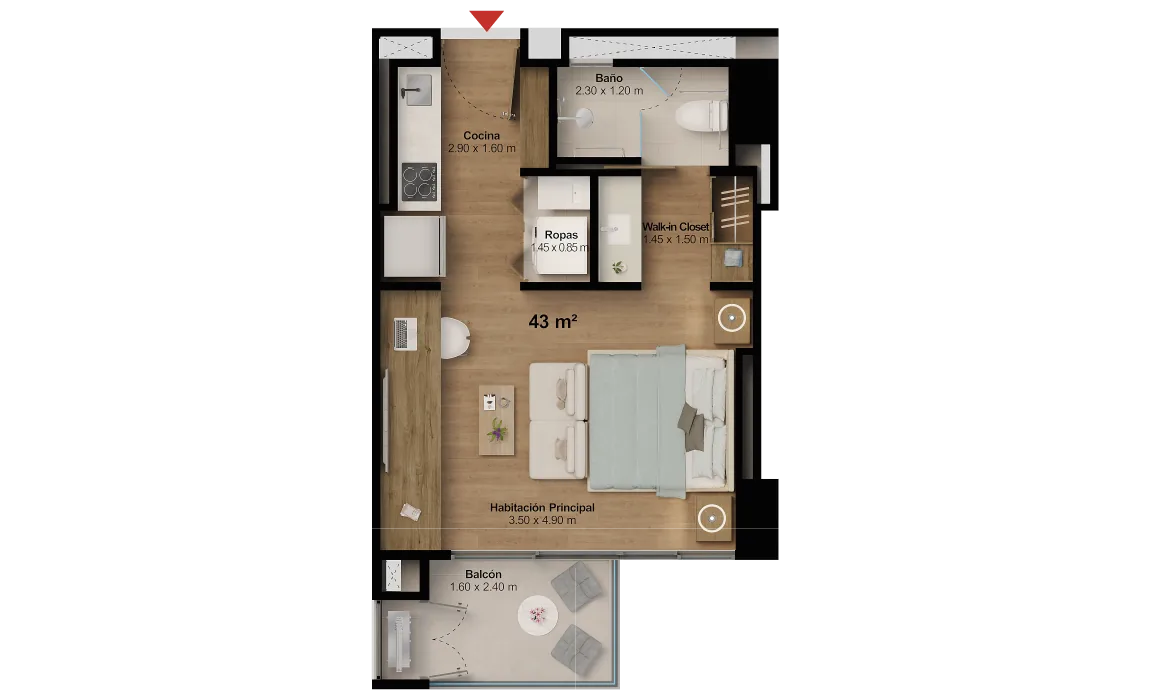 Baño
2.30 x 1.20 m
Cocina
2.90 x 1.60 m
Walk-in Closet
1.45 x 1.50 m
Ropas
1.45 x 0.85 m
43 m²
Habitación Principal
3.50 x 4.90 m
Balcón
1.60 x 2.40 m